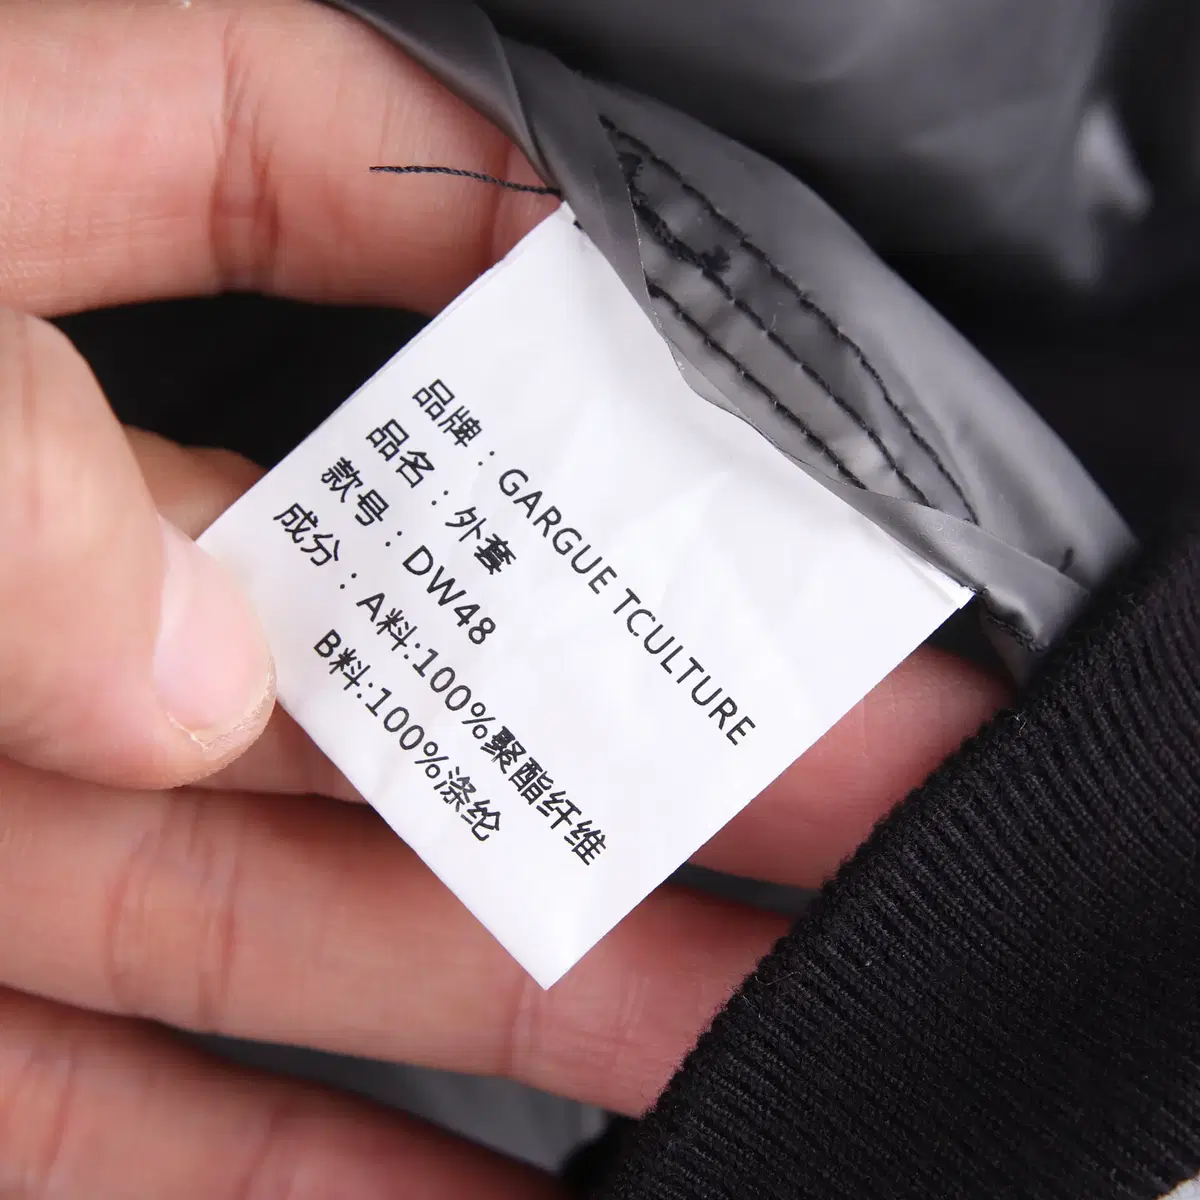 品牌：GARGUE TCULTURE
品名：外套
款号：DW48
成分：A料:100%聚酯纤维
B料:100%涤纶